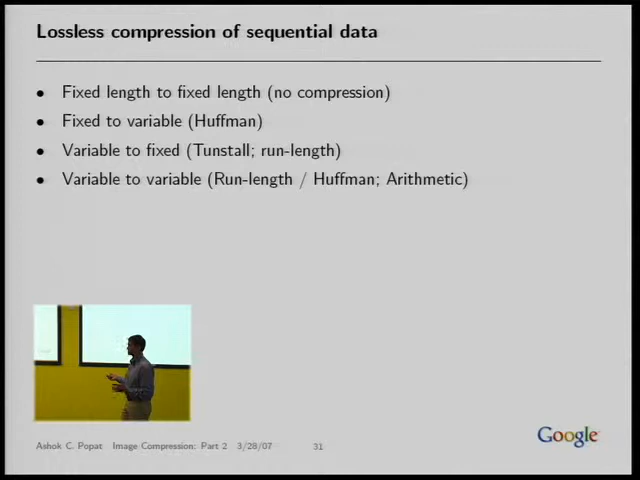 Lossless compression of sequential data
• Fixed length to fixed length (no compression)
• Fixed to variable (Huffman)
• Variable to fixed (Tunstall; run-length)
• Variable to variable (Run-length / Huffman; Arithmetic)
Ashok C. Popat Image Compression: Part 2 3/28/07 31
Google